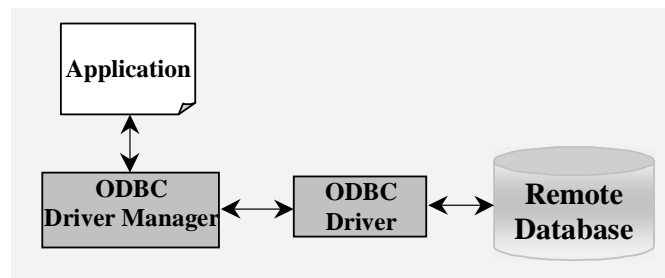 Application
ODBC
Driver Manager
ODBC
Driver
Remote
Database